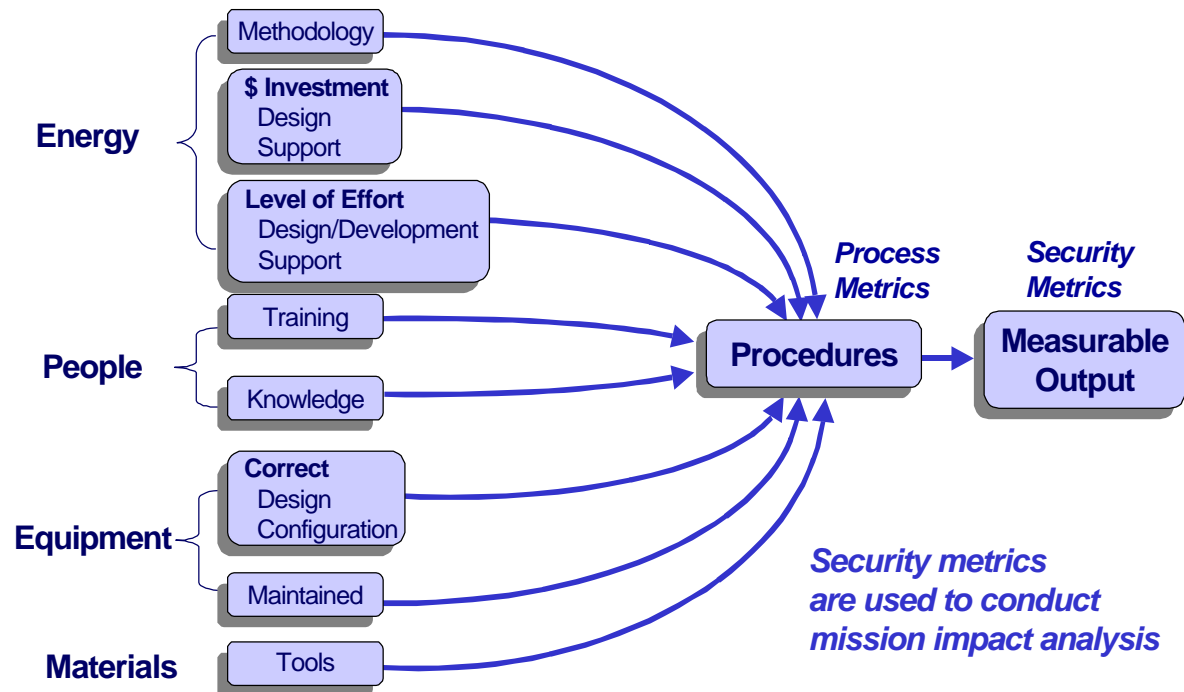 Energy
Methodology
$ Investment
Design
Support
Level of Effort
Design/Development
Support
People
Training
Knowledge
Equipment
Correct
Design
Configuration
Maintained
Materials
Tools
Process
Metrics
Procedures
Security
Metrics
Measurable
Output
Security metrics
are used to conduct
mission impact analysis